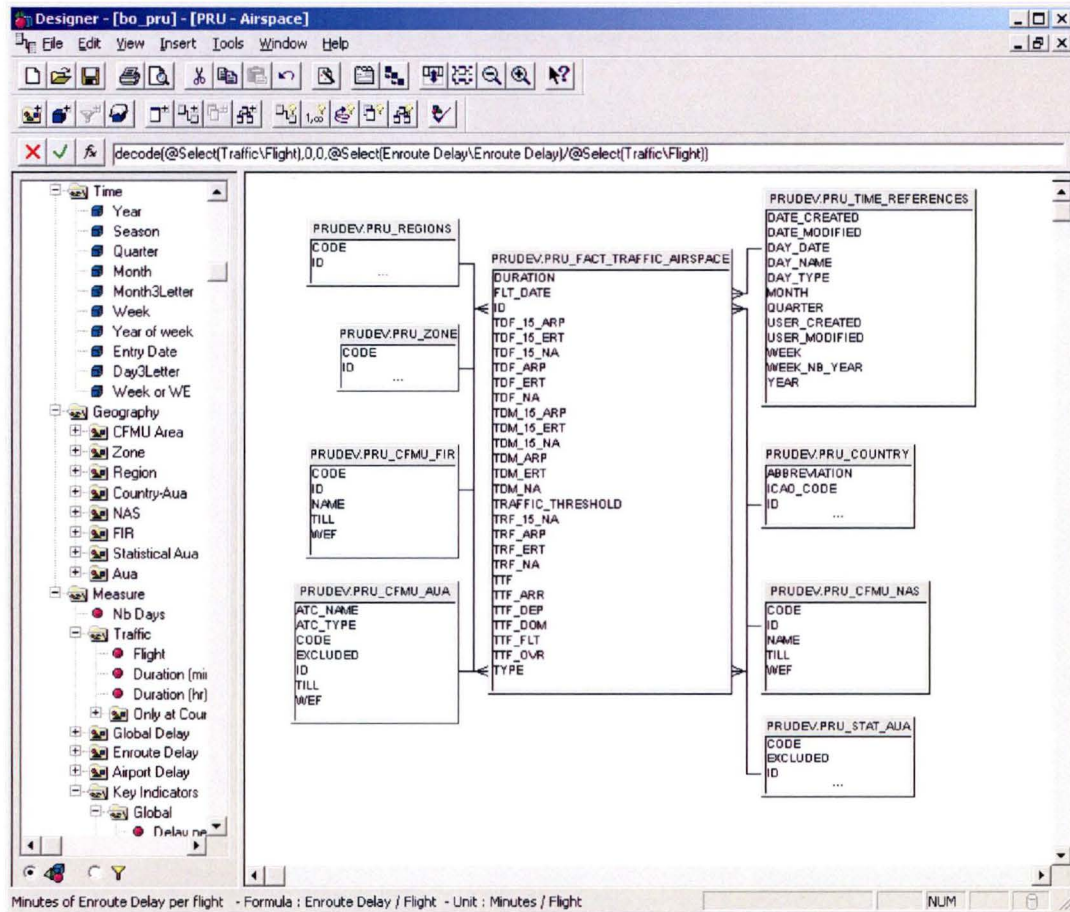 Designer - [bo_pru] - [PRU - Airspace]
File Edit View Insert Tools Window Help
decode(@Select(Traffic\Flight),0,0,@Select(Enroute Delay\Enroute Delay)/@Select(Traffic\Flight))
Time
Year
Season
Quarter
Month
Month3Letter
Week
Year of week
Entry Date
Day3Letter
Week or WE
Geography
CFMU Area
Zone
Region
Country-Aua
NAS
FIR
Statistical Aua
Aua
Measure
Nb Days
Traffic
Flight
Duration (mi
Duration (hr)
Only at Cour
Global Delay
Enroute Delay
Airport Delay
Key Indicators
Global
Delay pe
PRUDEV.PRU_REGIONS
CODE
ID
...
PRUDEV.PRU_ZONE
CODE
ID
...
PRUDEV.PRU_CFMU_FIR
CODE
ID
NAME
TILL
WEF
PRUDEV.PRU_CFMU_AUA
ATC_NAME
ATC_TYPE
CODE
EXCLUDED
ID
TILL
WEF
PRUDEV.PRU_FACT_TRAFFIC_AIRSPACE
DURATION
FLT_DATE
ID
TDF_15_ARP
TDF_15_ERT
TDF_15_NA
TDF_ARP
TDF_ERT
TDF_NA
TDM_15_ARP
TDM_15_ERT
TDM_15_NA
TDM_ARP
TDM_ERT
TDM_NA
TRAFFIC_THRESHOLD
TRF_15_NA
TRF_ARP
TRF_ERT
TRF_NA
TTF
TTF_ARR
TTF_DEP
TTF_DOM
TTF_FLT
TTF_OVR
TYPE
PRUDEV.PRU_TIME_REFERENCES
DATE_CREATED
DATE_MODIFIED
DAY_DATE
DAY_NAME
DAY_TYPE
MONTH
QUARTER
USER_CREATED
USER_MODIFIED
WEEK
WEEK_NB_YEAR
YEAR
PRUDEV.PRU_COUNTRY
ABBREVIATION
ICAO_CODE
ID
...
PRUDEV.PRU_CFMU_NAS
CODE
ID
NAME
TILL
WEF
PRUDEV.PRU_STAT_AUA
CODE
EXCLUDED
ID
...
Minutes of Enroute Delay per flight - Formula : Enroute Delay / Flight - Unit : Minutes / Flight
NUM